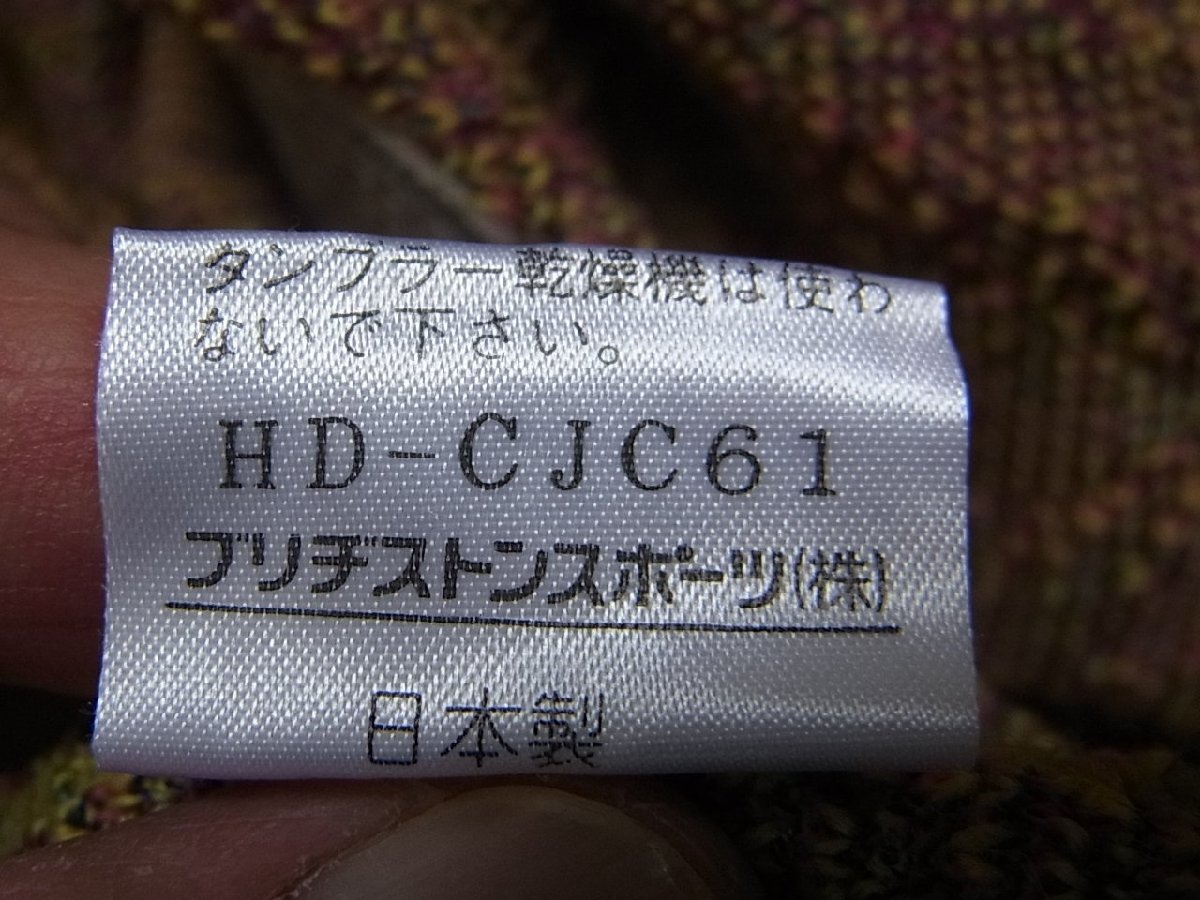 タンブラー乾燥機は使わ
ないで下さい。
HD-CJC61
ブリヂストンスポーツ(株)
日本製